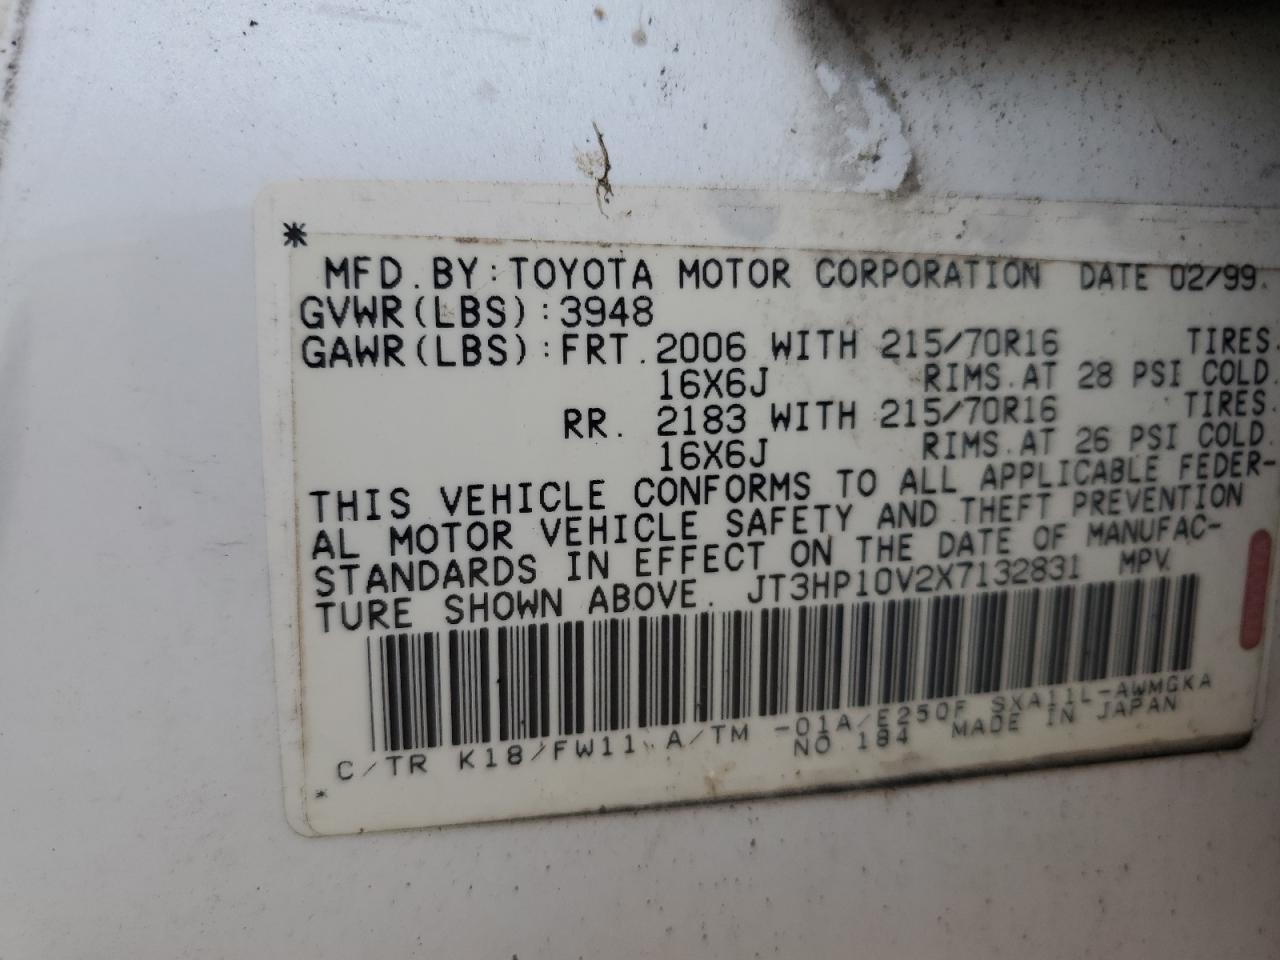 *
MFD. BY: TOYOTA MOTOR CORPORATION DATE 02/99.
GVWR(LBS): 3948
GAWR(LBS): FRT. 2006 WITH 215/70R16 TIRES.
16X6J RIMS. AT 28 PSI COLD.
RR. 2183 WITH 215/70R16 TIRES.
16X6J RIMS. AT 26 PSI COLD.
THIS VEHICLE CONFORMS TO ALL APPLICABLE FEDER-
AL MOTOR VEHICLE SAFETY AND THEFT PREVENTION
STANDARDS IN EFFECT ON THE DATE OF MANUFAC-
TURE SHOWN ABOVE. JT3HP10V2X7132831 MPV
C/TR K18/FW11 A/TM -01A/E250F SXA11L-AWMGKA
* NO.184 MADE IN JAPAN